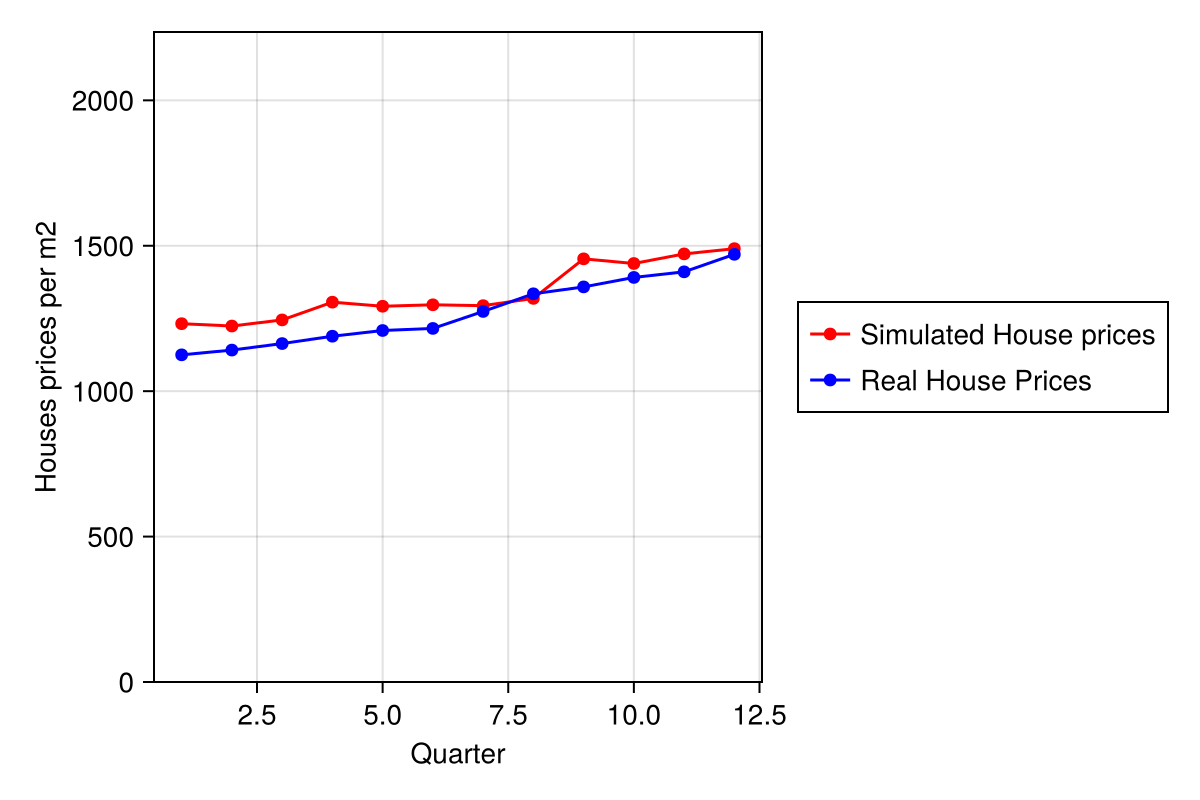 2000
1500
1000
500
0
Houses prices per m2
2.5 5.0 7.5 10.0 12.5
Quarter
Simulated House prices
Real House Prices